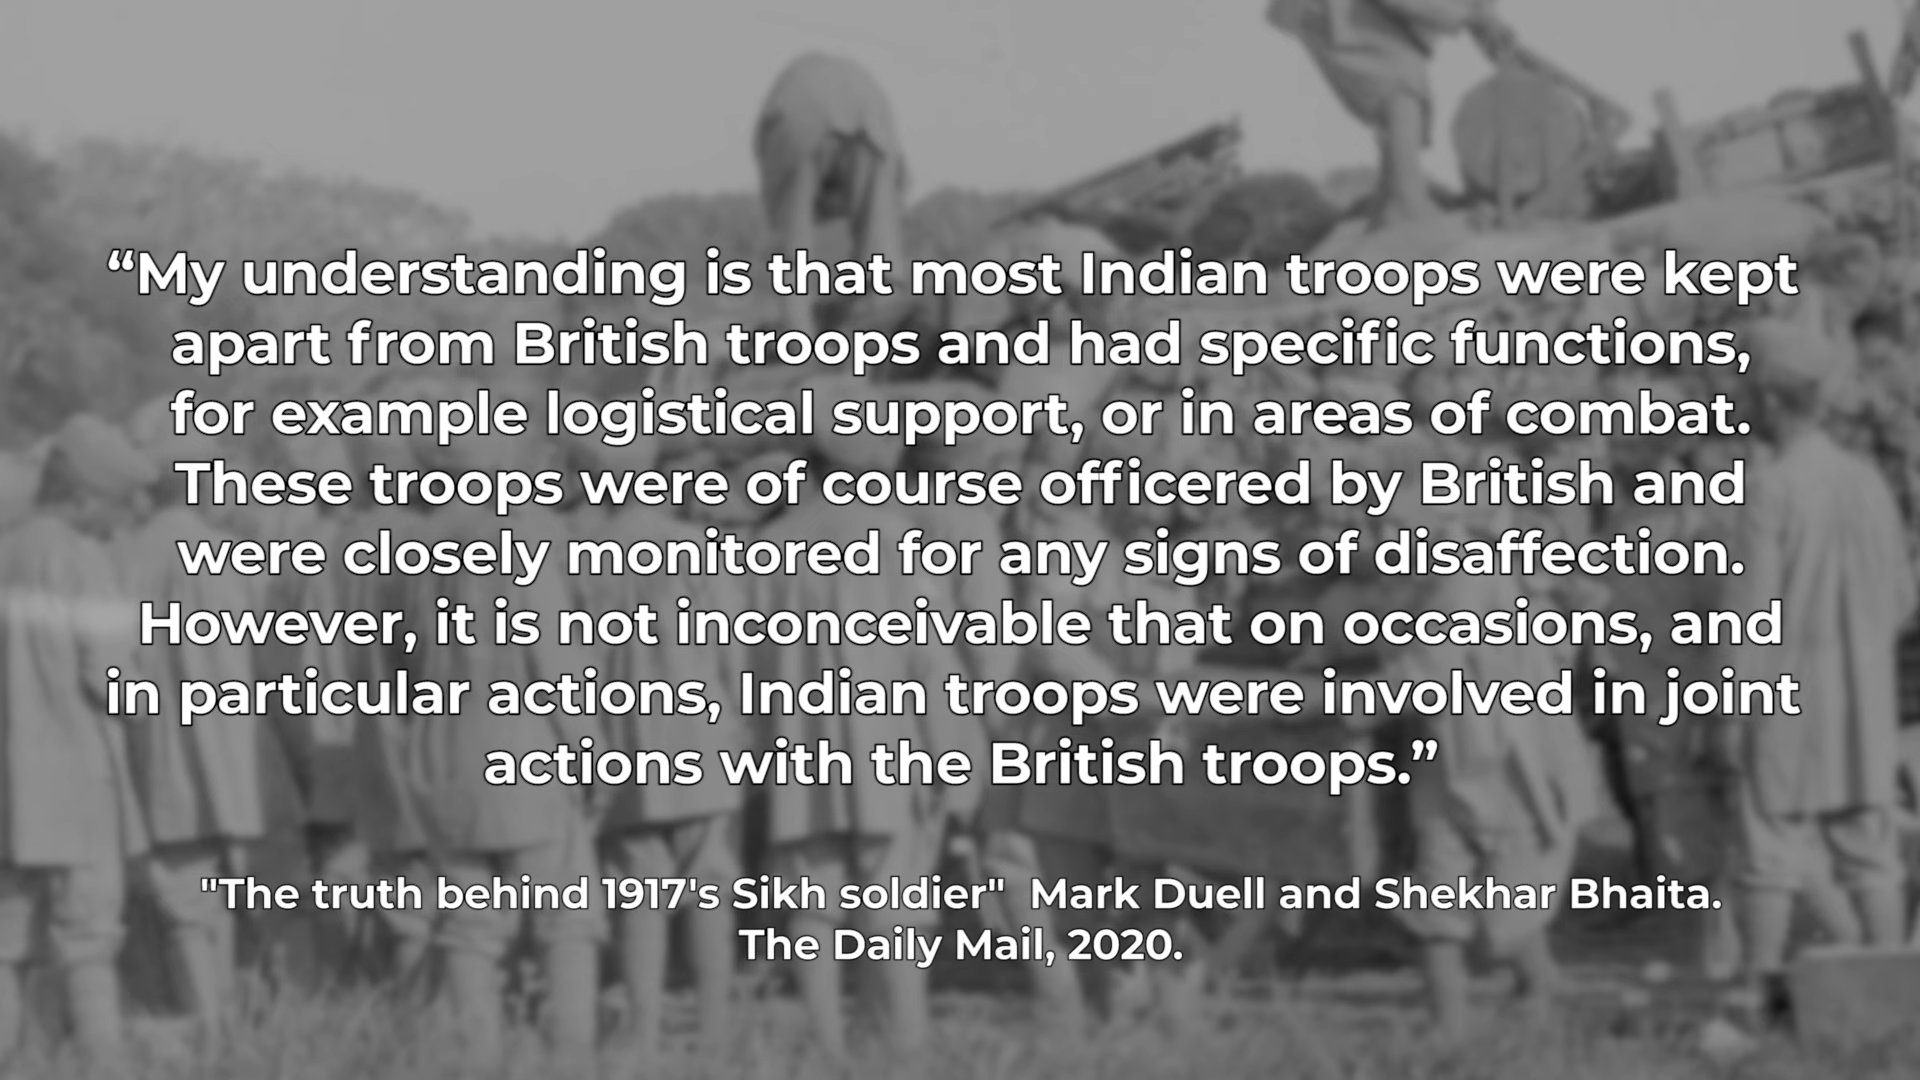 “My understanding is that most Indian troops were kept
apart from British troops and had specific functions,
for example logistical support, or in areas of combat.
These troops were of course officered by British and
were closely monitored for any signs of disaffection.
However, it is not inconceivable that on occasions, and
in particular actions, Indian troops were involved in joint
actions with the British troops.”
"The truth behind 1917's Sikh soldier"  Mark Duell and Shekhar Bhaita.
The Daily Mail, 2020.